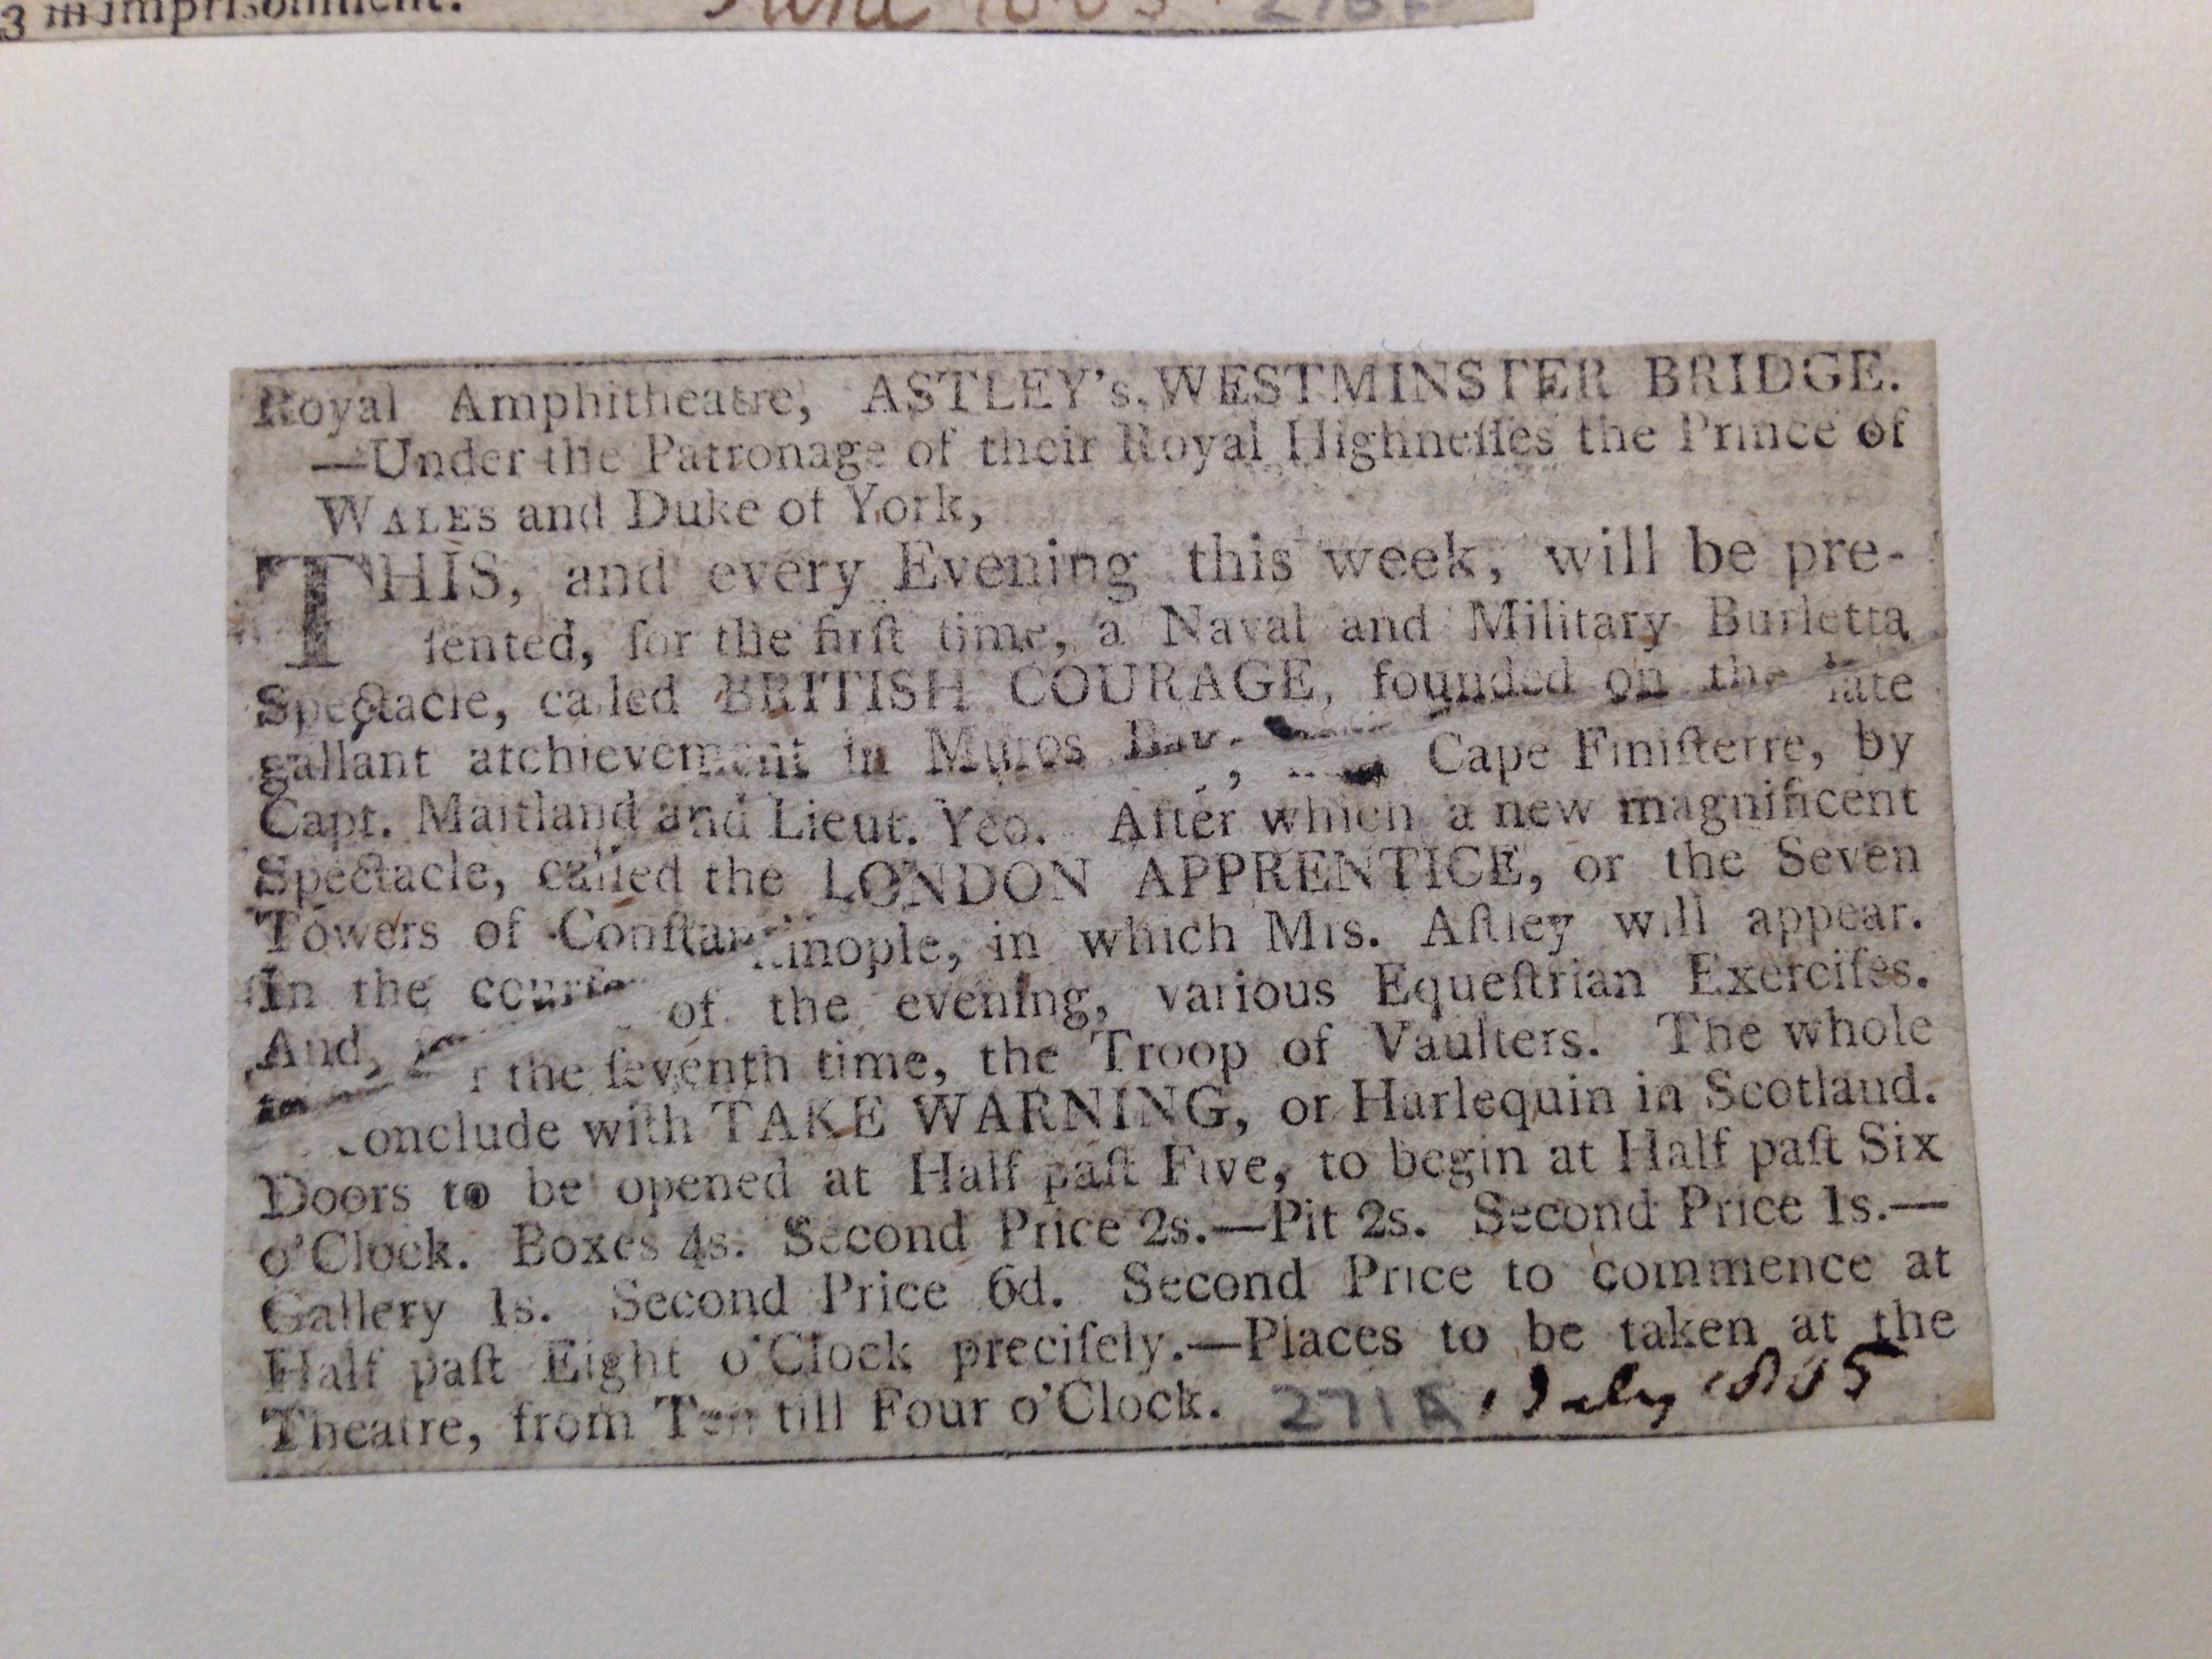 imprisonment. June 1805
Royal Amphitheatre, ASTLEY's, WESTMINSTER BRIDGE.
—Under the Patronage of their Royal Highneſſes the Prince of
WALES and Duke of York,
THIS, and every Evening this week, will be pre-
ſented, for the firſt time, a Naval and Military Burletta
Spectacle, called BRITISH COURAGE, founded on the late
gallant atchievement in Muros Bay, Cape Finiſterre, by
Capt. Maitland and Lieut. Yeo. After which a new magnificent
Spectacle, called the LONDON APPRENTICE, or the Seven
Towers of Conſtantinople, in which Mrs. Aſtley will appear.
In the courſe of the evening, various Equeſtrian Exerciſes.
And, for the ſeventh time, the Troop of Vaulters. The whole
conclude with TAKE WARNING, or Harlequin in Scotland.
Doors to be opened at Half paſt Five, to begin at Half paſt Six
o'Clock. Boxes 4s. Second Price 2s.—Pit 2s. Second Price 1s.—
Gallery 1s. Second Price 6d. Second Price to commence at
Half paſt Eight o'Clock preciſely.—Places to be taken at the
Theatre, from Ten till Four o'Clock. 271A July 1805